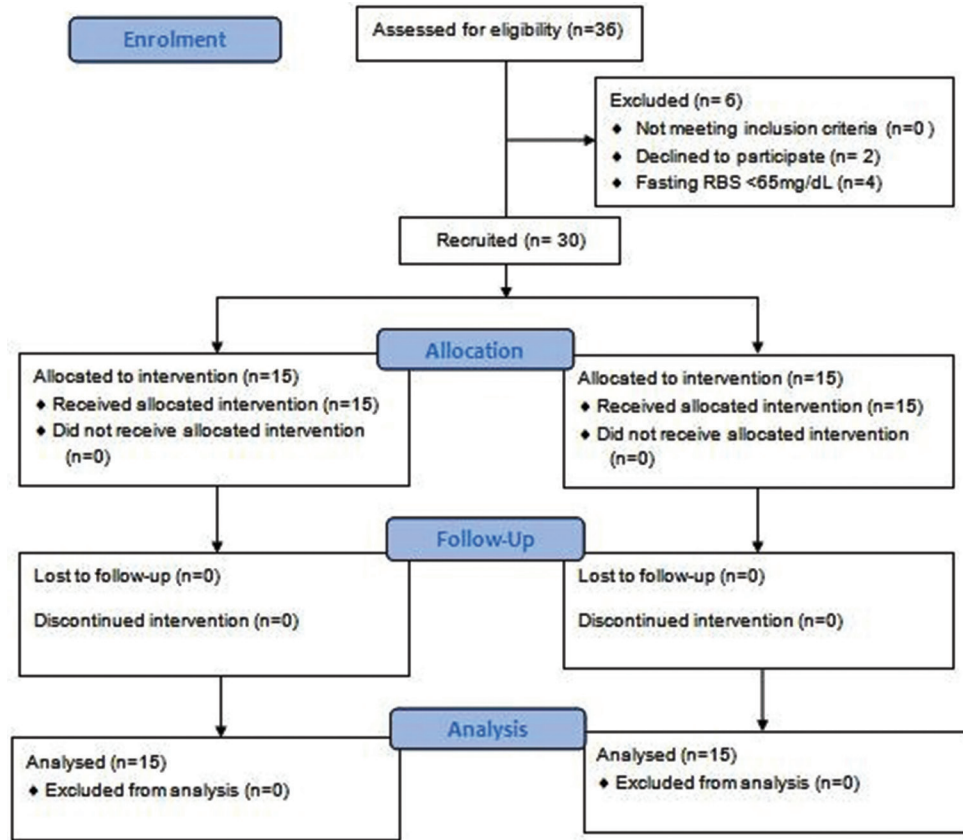 Enrolment
Assessed for eligibility (n=36)
Excluded (n= 6)
♦ Not meeting inclusion criteria (n=0 )
♦ Declined to participate (n= 2)
♦ Fasting RBS <65mg/dL (n=4)
Recruited (n= 30)
Allocation
Allocated to intervention (n=15)
♦ Received allocated intervention (n=15)
♦ Did not receive allocated intervention
(n=0)
Allocated to intervention (n=15)
♦ Received allocated intervention (n=15)
♦ Did not receive allocated intervention
(n=0)
Follow-Up
Lost to follow-up (n=0)
Discontinued intervention (n=0)
Lost to follow-up (n=0)
Discontinued intervention (n=0)
Analysis
Analysed (n=15)
♦ Excluded from analysis (n=0)
Analysed (n=15)
♦ Excluded from analysis (n=0)